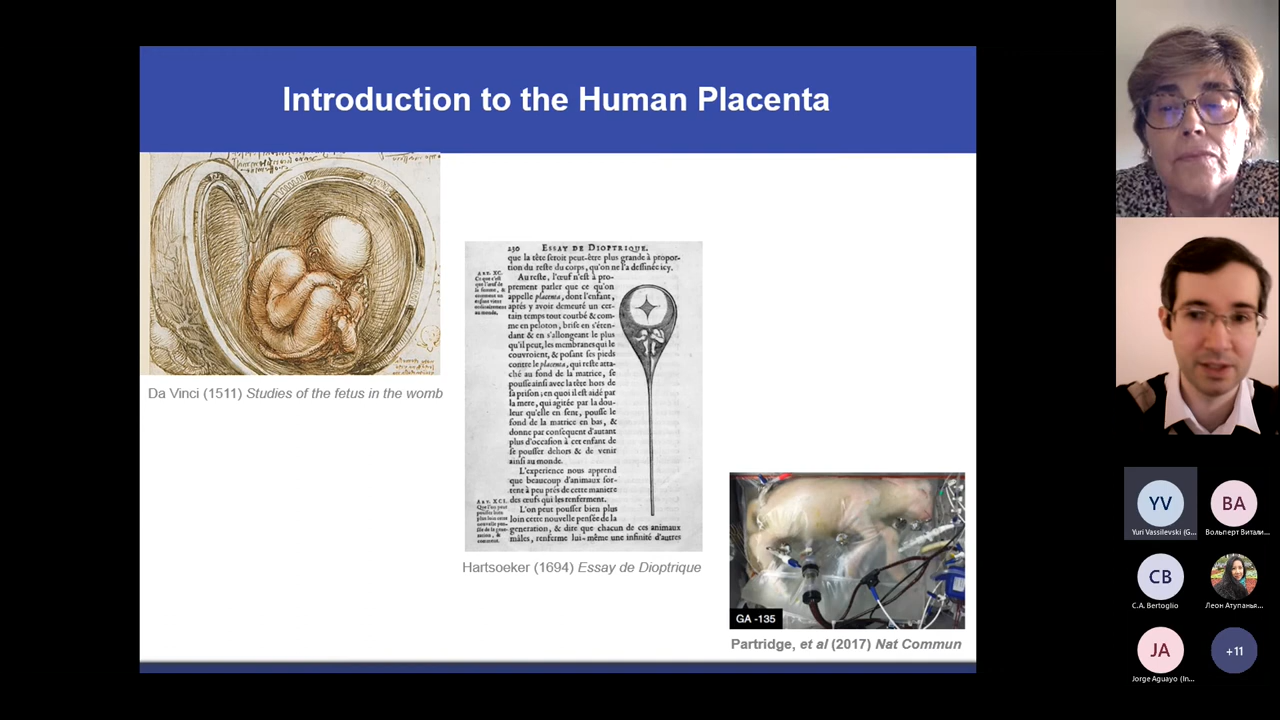 Introduction to the Human Placenta
Da Vinci (1511) Studies of the fetus in the womb
230 ESSAY DE DIOPTRIQUE.
que la tête seroit peut-être plus grande à propor-
tion du reste du corps, qu'on ne l'a dessinée icy.
Au reste, l'œuf n'est à pro-
prement parler que ce qu'on
appelle placenta, dont l'enfant,
aprés y avoir demeuré un cer-
tain temps tout courbé & com-
me en peloton, brise en s'éten-
dant & en s'allongeant le plus
qu'il peut, les membranes qui le
couvroient, & posant ses pieds
contre le placenta, qui reste atta-
ché au fond de la matrice, se
pousse ainsi avec la tête hors de
sa prison; en quoi il est aidé par
la mere, qui agitée par la dou-
leur qu'elle en sent, pousse le
fond de la matrice en bas, &
donne par consequent d'autant
plus d'occasion à cet enfant de
se pousser dehors & de venir
ainsi au monde.
L'experience nous apprend
que beaucoup d'animaux sor-
tent à peu prés de cette maniere
des œufs qui les renferment.
L'on peut pousser bien plus
loin cette nouvelle pensée de la
generation, & dire que chacun de ces animaux
mâles, renferme lui-même une infinité d'autres
Hartsoeker (1694) Essay de Dioptrique
GA -135
Partridge, et al (2017) Nat Commun
YV
BA
Yuri Vassilevski (G...
Вольперт Витали...
CB
C.A. Bertoglio
Леон Атупанья...
JA
+11
Jorge Aguayo (In...